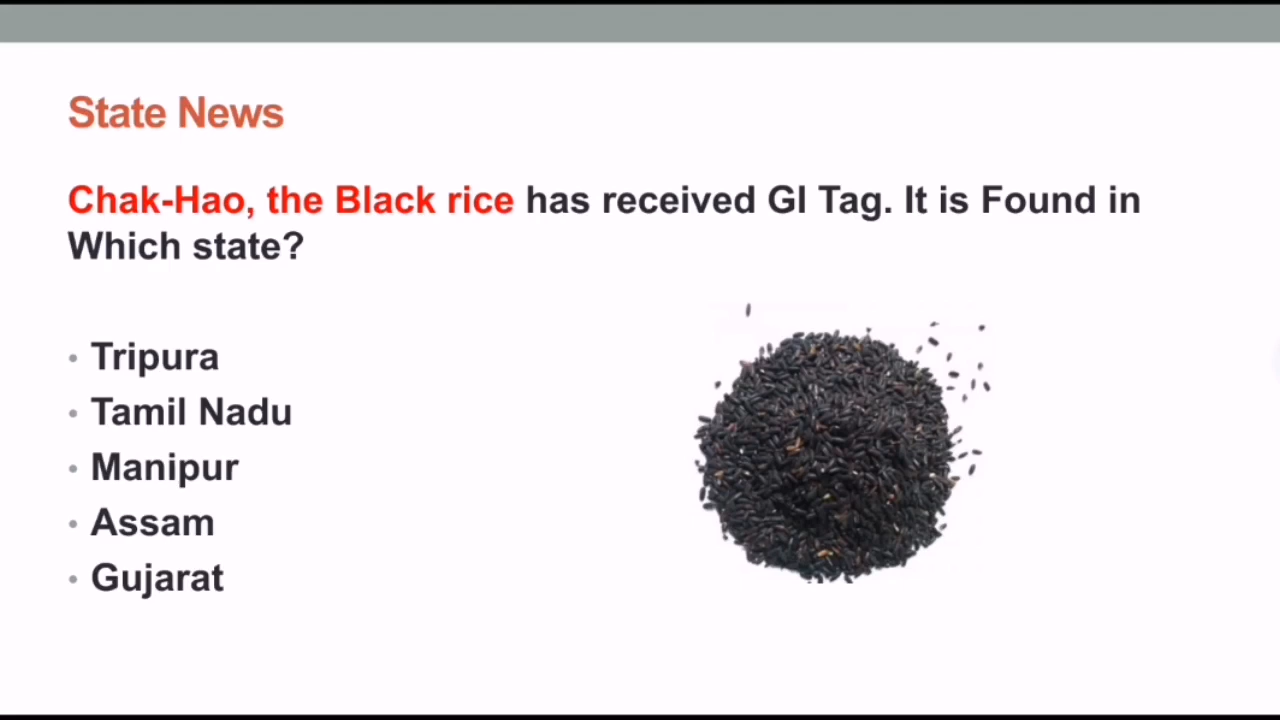 State News
Chak-Hao, the Black rice has received GI Tag. It is Found in
Which state?
• Tripura
• Tamil Nadu
• Manipur
• Assam
• Gujarat